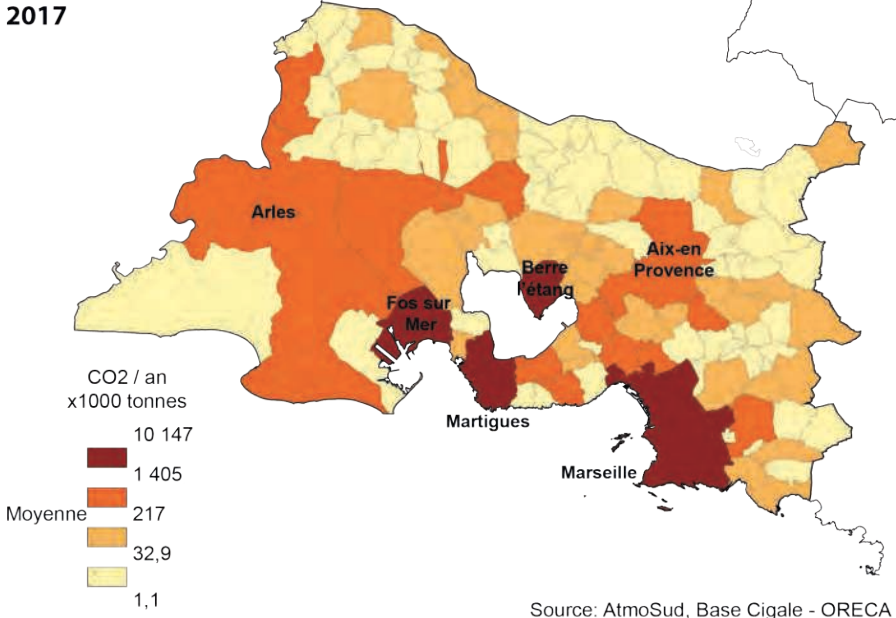 2017
Arles
Aix-en
Provence
Berre
l'étang
Fos sur
Mer
Martigues
Marseille
CO2 / an
x1000 tonnes
10 147
1 405
Moyenne 217
32,9
1,1
Source: AtmoSud, Base Cigale - ORECA